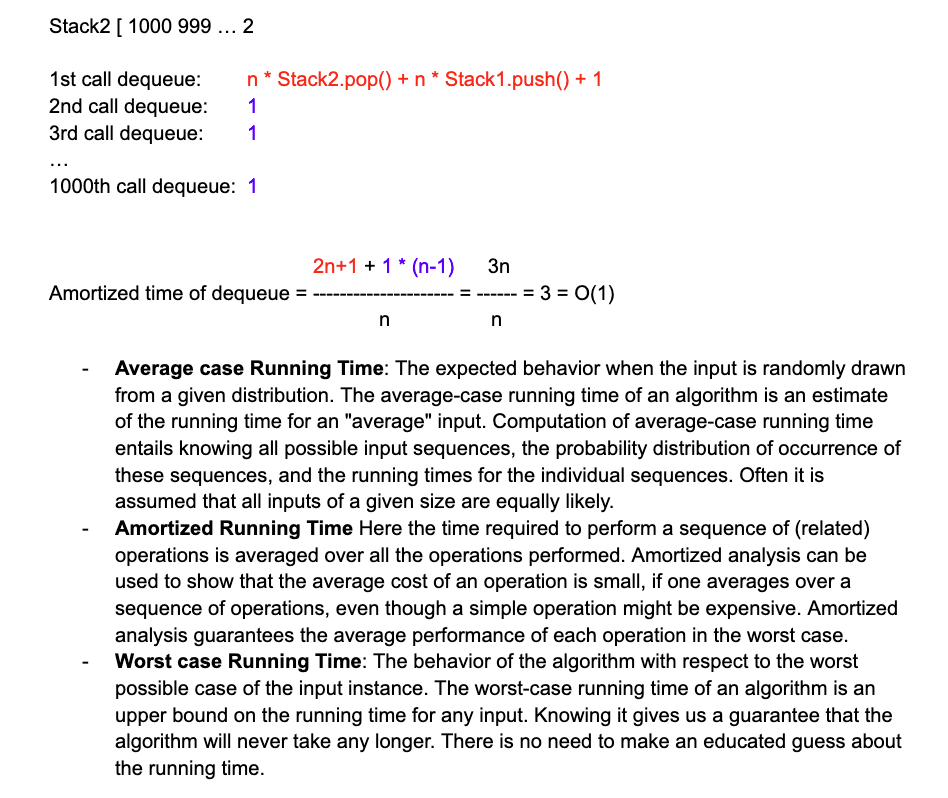 Stack2 [ 1000 999 … 2
1st call dequeue: n * Stack2.pop() + n * Stack1.push() + 1
2nd call dequeue: 1
3rd call dequeue: 1
…
1000th call dequeue: 1
2n+1 + 1 * (n-1) 3n
Amortized time of dequeue = --------------------- = ------ = 3 = O(1)
n n
- Average case Running Time: The expected behavior when the input is randomly drawn
from a given distribution. The average-case running time of an algorithm is an estimate
of the running time for an "average" input. Computation of average-case running time
entails knowing all possible input sequences, the probability distribution of occurrence of
these sequences, and the running times for the individual sequences. Often it is
assumed that all inputs of a given size are equally likely.
- Amortized Running Time Here the time required to perform a sequence of (related)
operations is averaged over all the operations performed. Amortized analysis can be
used to show that the average cost of an operation is small, if one averages over a
sequence of operations, even though a simple operation might be expensive. Amortized
analysis guarantees the average performance of each operation in the worst case.
- Worst case Running Time: The behavior of the algorithm with respect to the worst
possible case of the input instance. The worst-case running time of an algorithm is an
upper bound on the running time for any input. Knowing it gives us a guarantee that the
algorithm will never take any longer. There is no need to make an educated guess about
the running time.